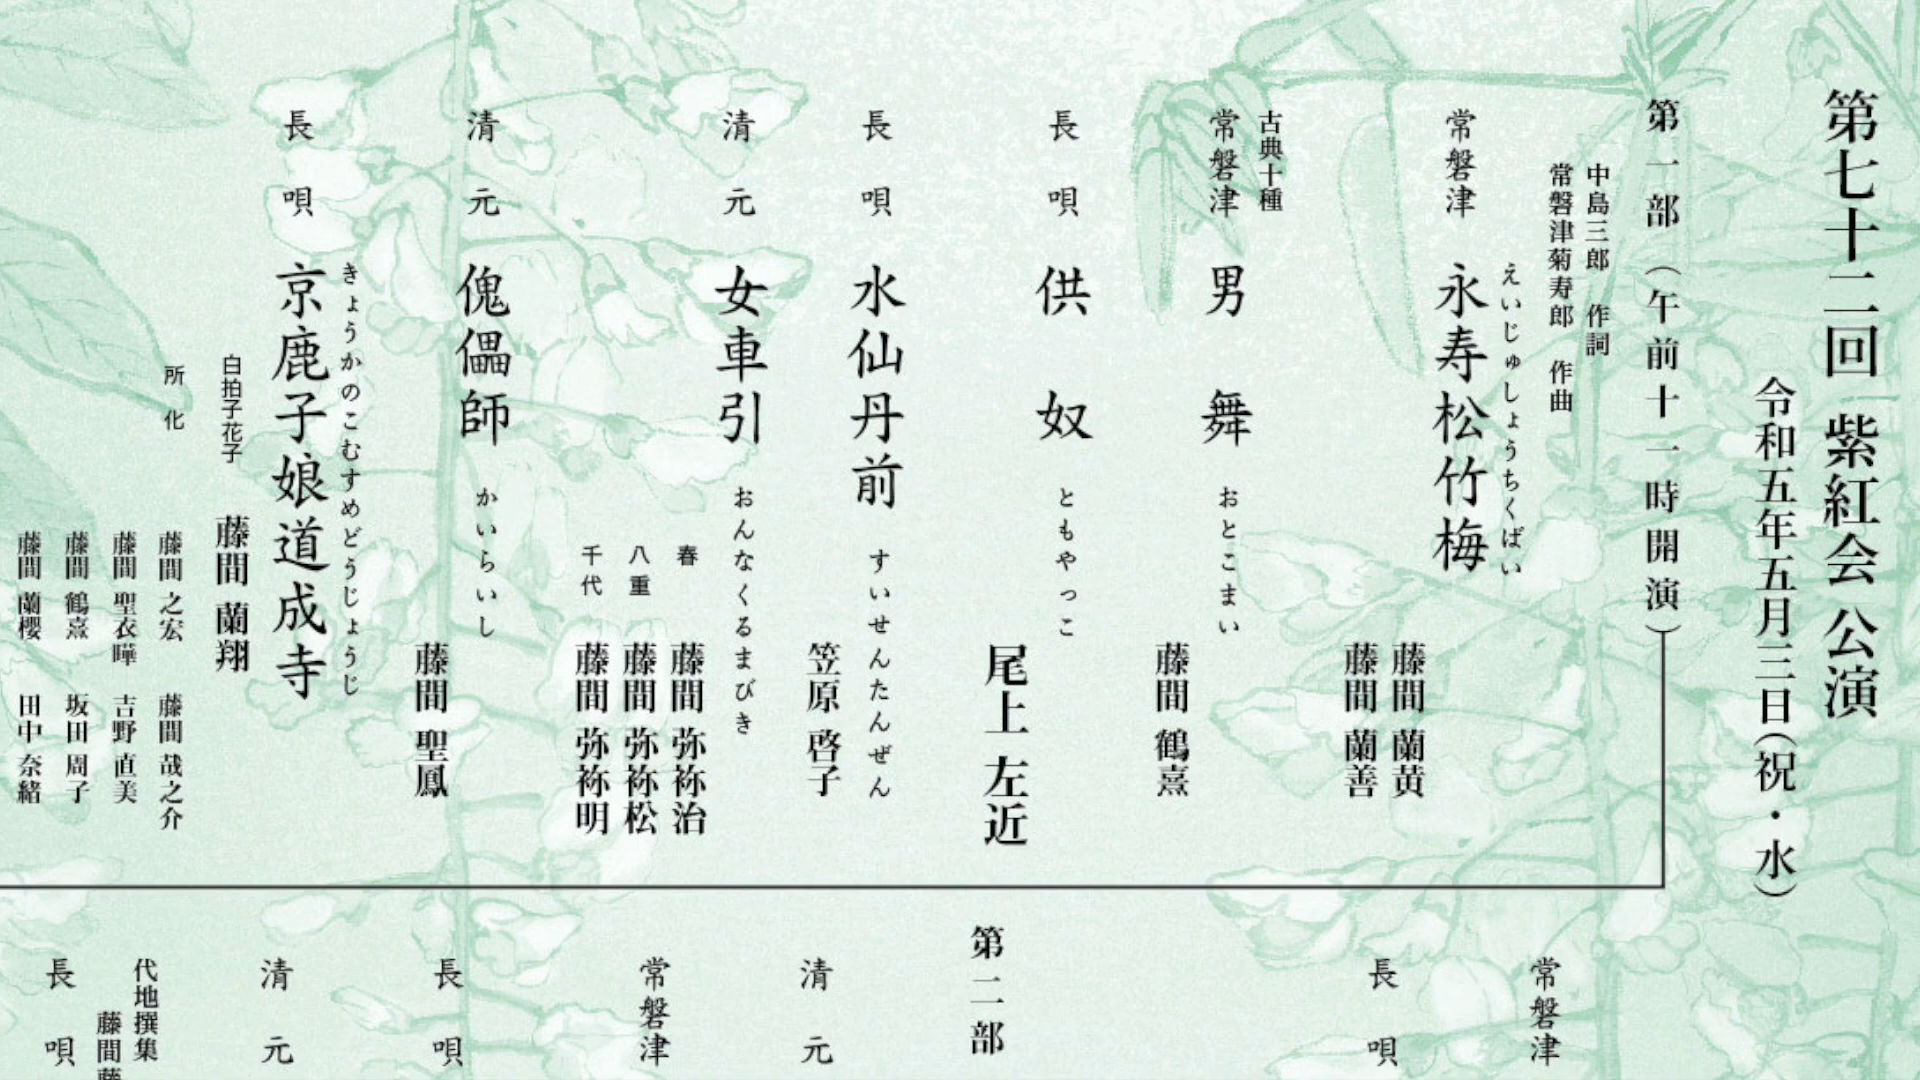 第七十二回 紫紅会 公演
令和五年五月三日(祝・水)
第一部(午前十一時開演)
中島三郎 作詞
常磐津菊寿郎 作曲
えいじゅしょうちくばい
常磐津 永寿松竹梅
藤間 蘭黄
藤間 蘭善
古典十種
常磐津 男舞 おとこまい
藤間 鶴熹
長唄 供奴 ともやっこ
尾上 左近
長唄 水仙丹前 すいせんたんぜん
笠原 啓子
清元 女車引 おんなくるまびき
春 藤間 弥祢治
八重 藤間 弥祢松
千代 藤間 弥祢明
清元 傀儡師 かいらいし
藤間 聖鳳
きょうかのこむすめどうじょうじ
長唄 京鹿子娘道成寺
白拍子花子 藤間 蘭翔
所化 藤間 之宏 藤間 哉之介
藤間 聖衣曄 吉野 直美
藤間 鶴熹 坂田 周子
藤間 蘭櫻 田中 奈緒
常磐津
長唄
第二部
清元
常磐津
長唄
清元
代地撰集
藤間
長唄